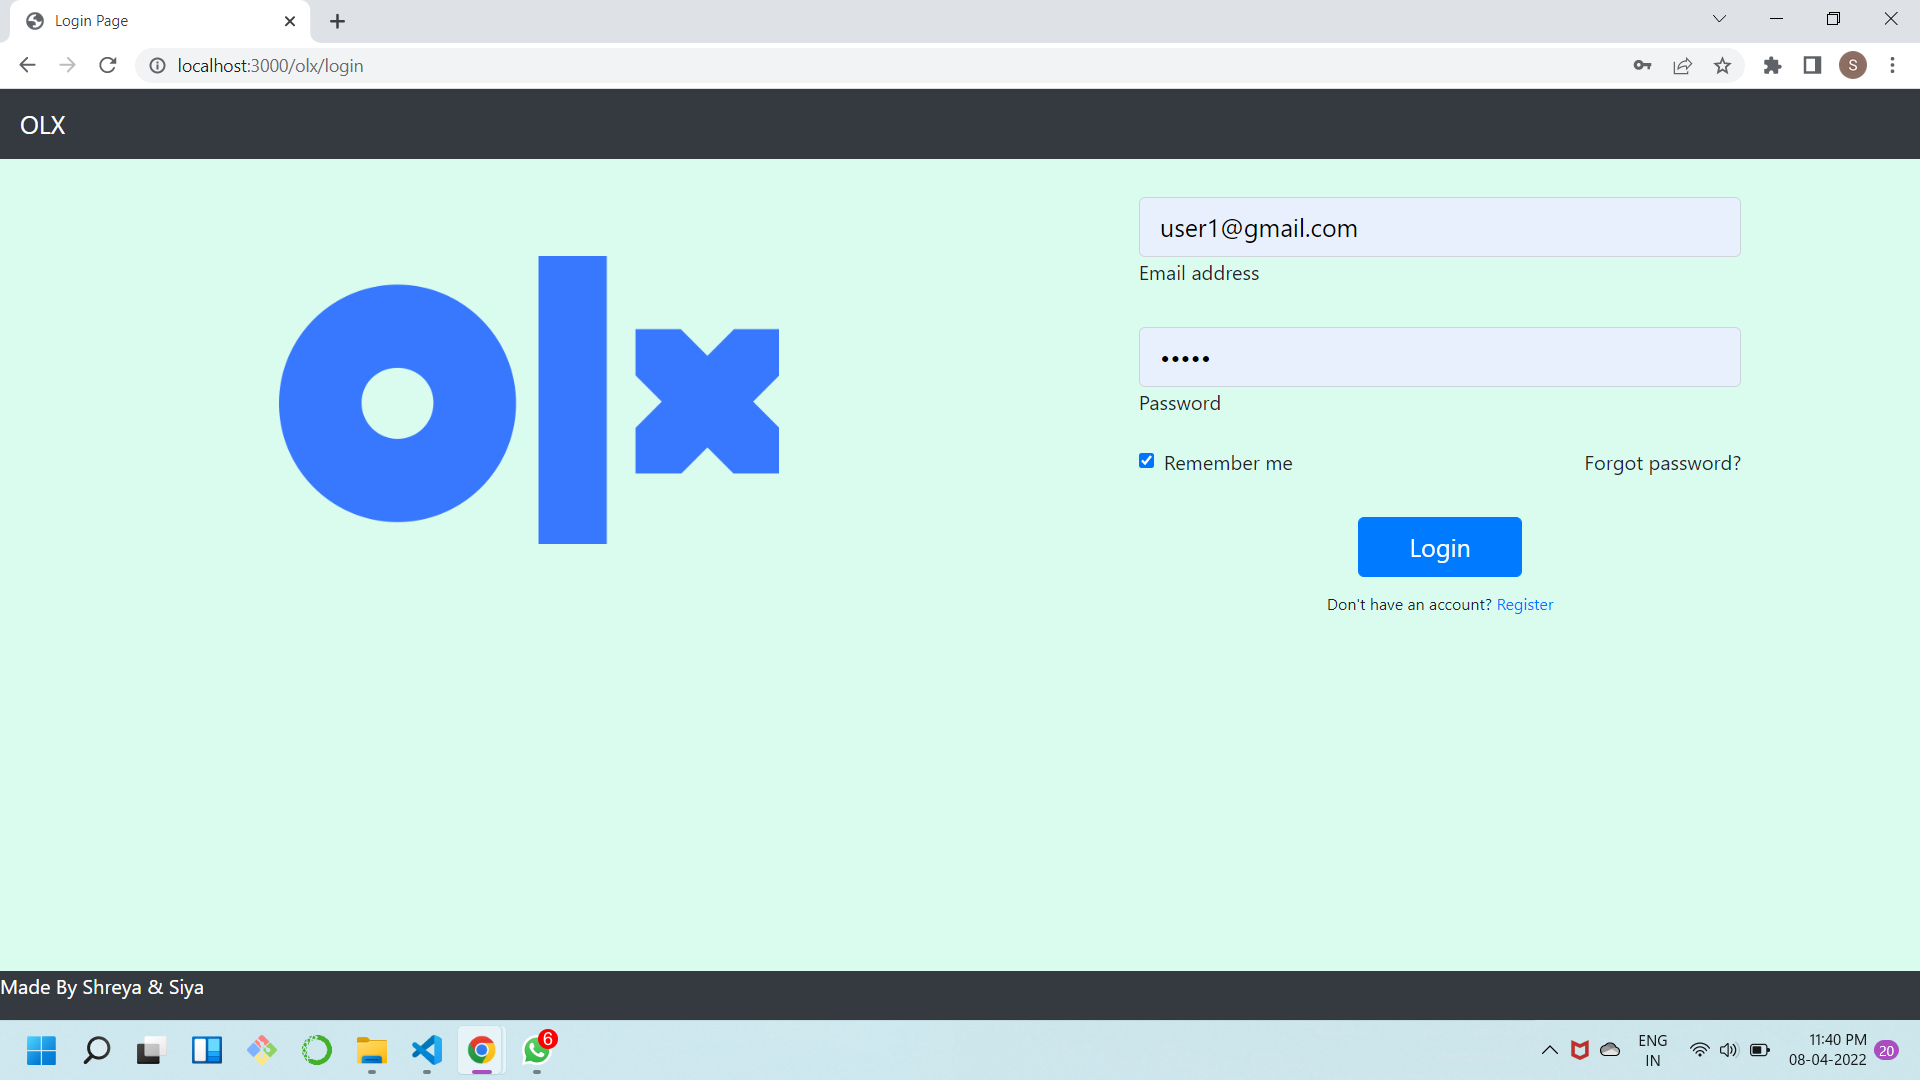 Login Page
localhost:3000/olx/login
S
OLX
olx
user1@gmail.com
Email address
•••••
Password
Remember me
Forgot password?
Login
Don't have an account? Register
Made By Shreya & Siya
6
ENG
IN
11:40 PM
08-04-2022
20